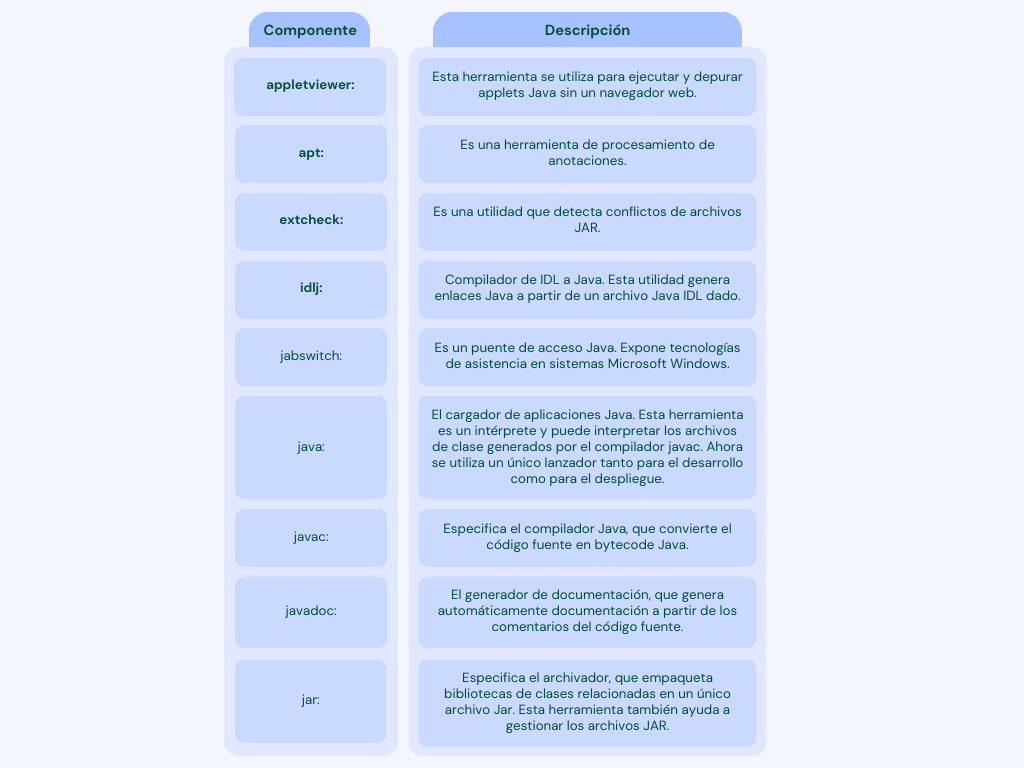 Componente
Descripción
appletviewer:
Esta herramienta se utiliza para ejecutar y depurar
applets Java sin un navegador web.
apt:
Es una herramienta de procesamiento de
anotaciones.
extcheck:
Es una utilidad que detecta conflictos de archivos
JAR.
idlj:
Compilador de IDL a Java. Esta utilidad genera
enlaces Java a partir de un archivo Java IDL dado.
jabswitch:
Es un puente de acceso Java. Expone tecnologías
de asistencia en sistemas Microsoft Windows.
java:
El cargador de aplicaciones Java. Esta herramienta
es un intérprete y puede interpretar los archivos
de clase generados por el compilador javac. Ahora
se utiliza un único lanzador tanto para el desarrollo
como para el despliegue.
javac:
Especifica el compilador Java, que convierte el
código fuente en bytecode Java.
javadoc:
El generador de documentación, que genera
automáticamente documentación a partir de los
comentarios del código fuente.
jar:
Especifica el archivador, que empaqueta
bibliotecas de clases relacionadas en un único
archivo Jar. Esta herramienta también ayuda a
gestionar los archivos JAR.